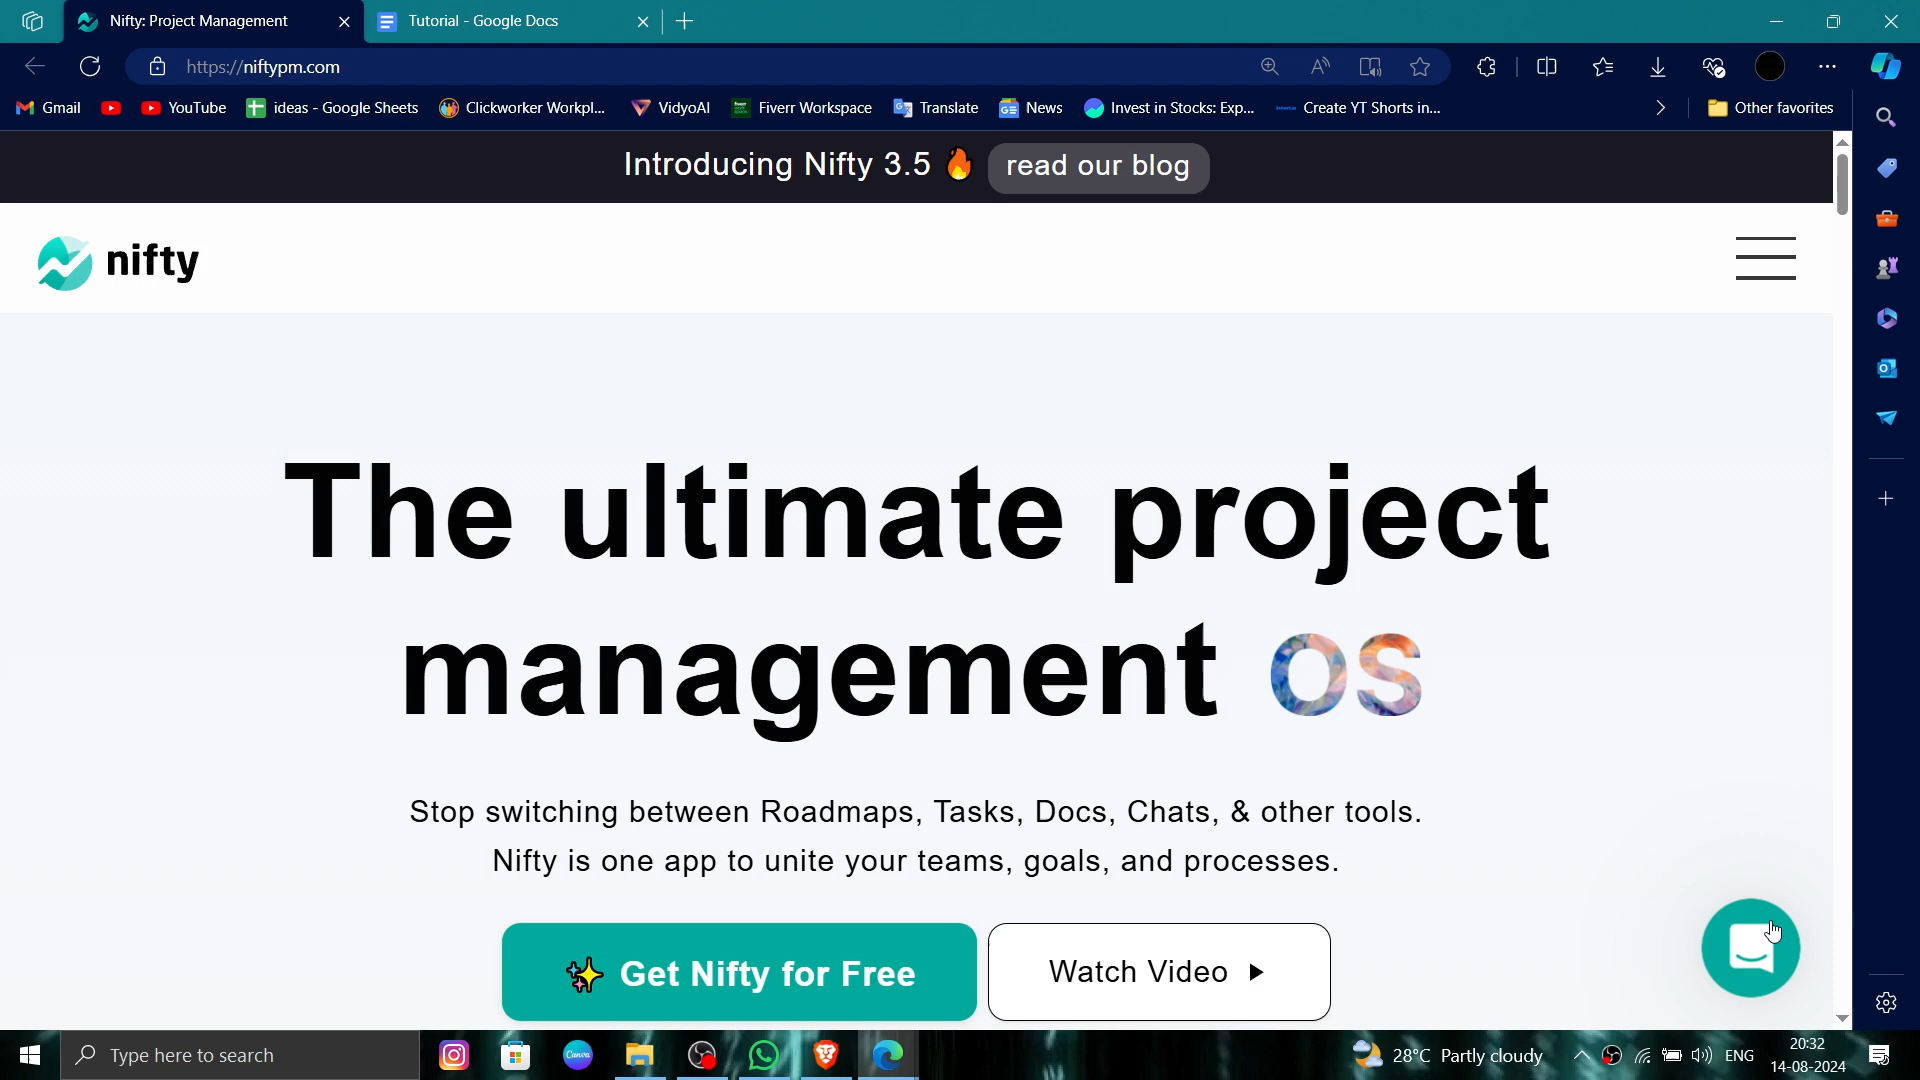 Nifty: Project Management
Tutorial - Google Docs
https://niftypm.com
Gmail
YouTube
ideas - Google Sheets
Clickworker Workpl...
VidyoAI
Fiverr Workspace
Translate
News
Invest in Stocks: Exp...
Create YT Shorts in...
Other favorites
Introducing Nifty 3.5 🔥 read our blog
nifty
The ultimate project
management os
Stop switching between Roadmaps, Tasks, Docs, Chats, & other tools.
Nifty is one app to unite your teams, goals, and processes.
✨ Get Nifty for Free
Watch Video ▶
Type here to search
Canva
28°C Partly cloudy
ENG
20:32
14-08-2024